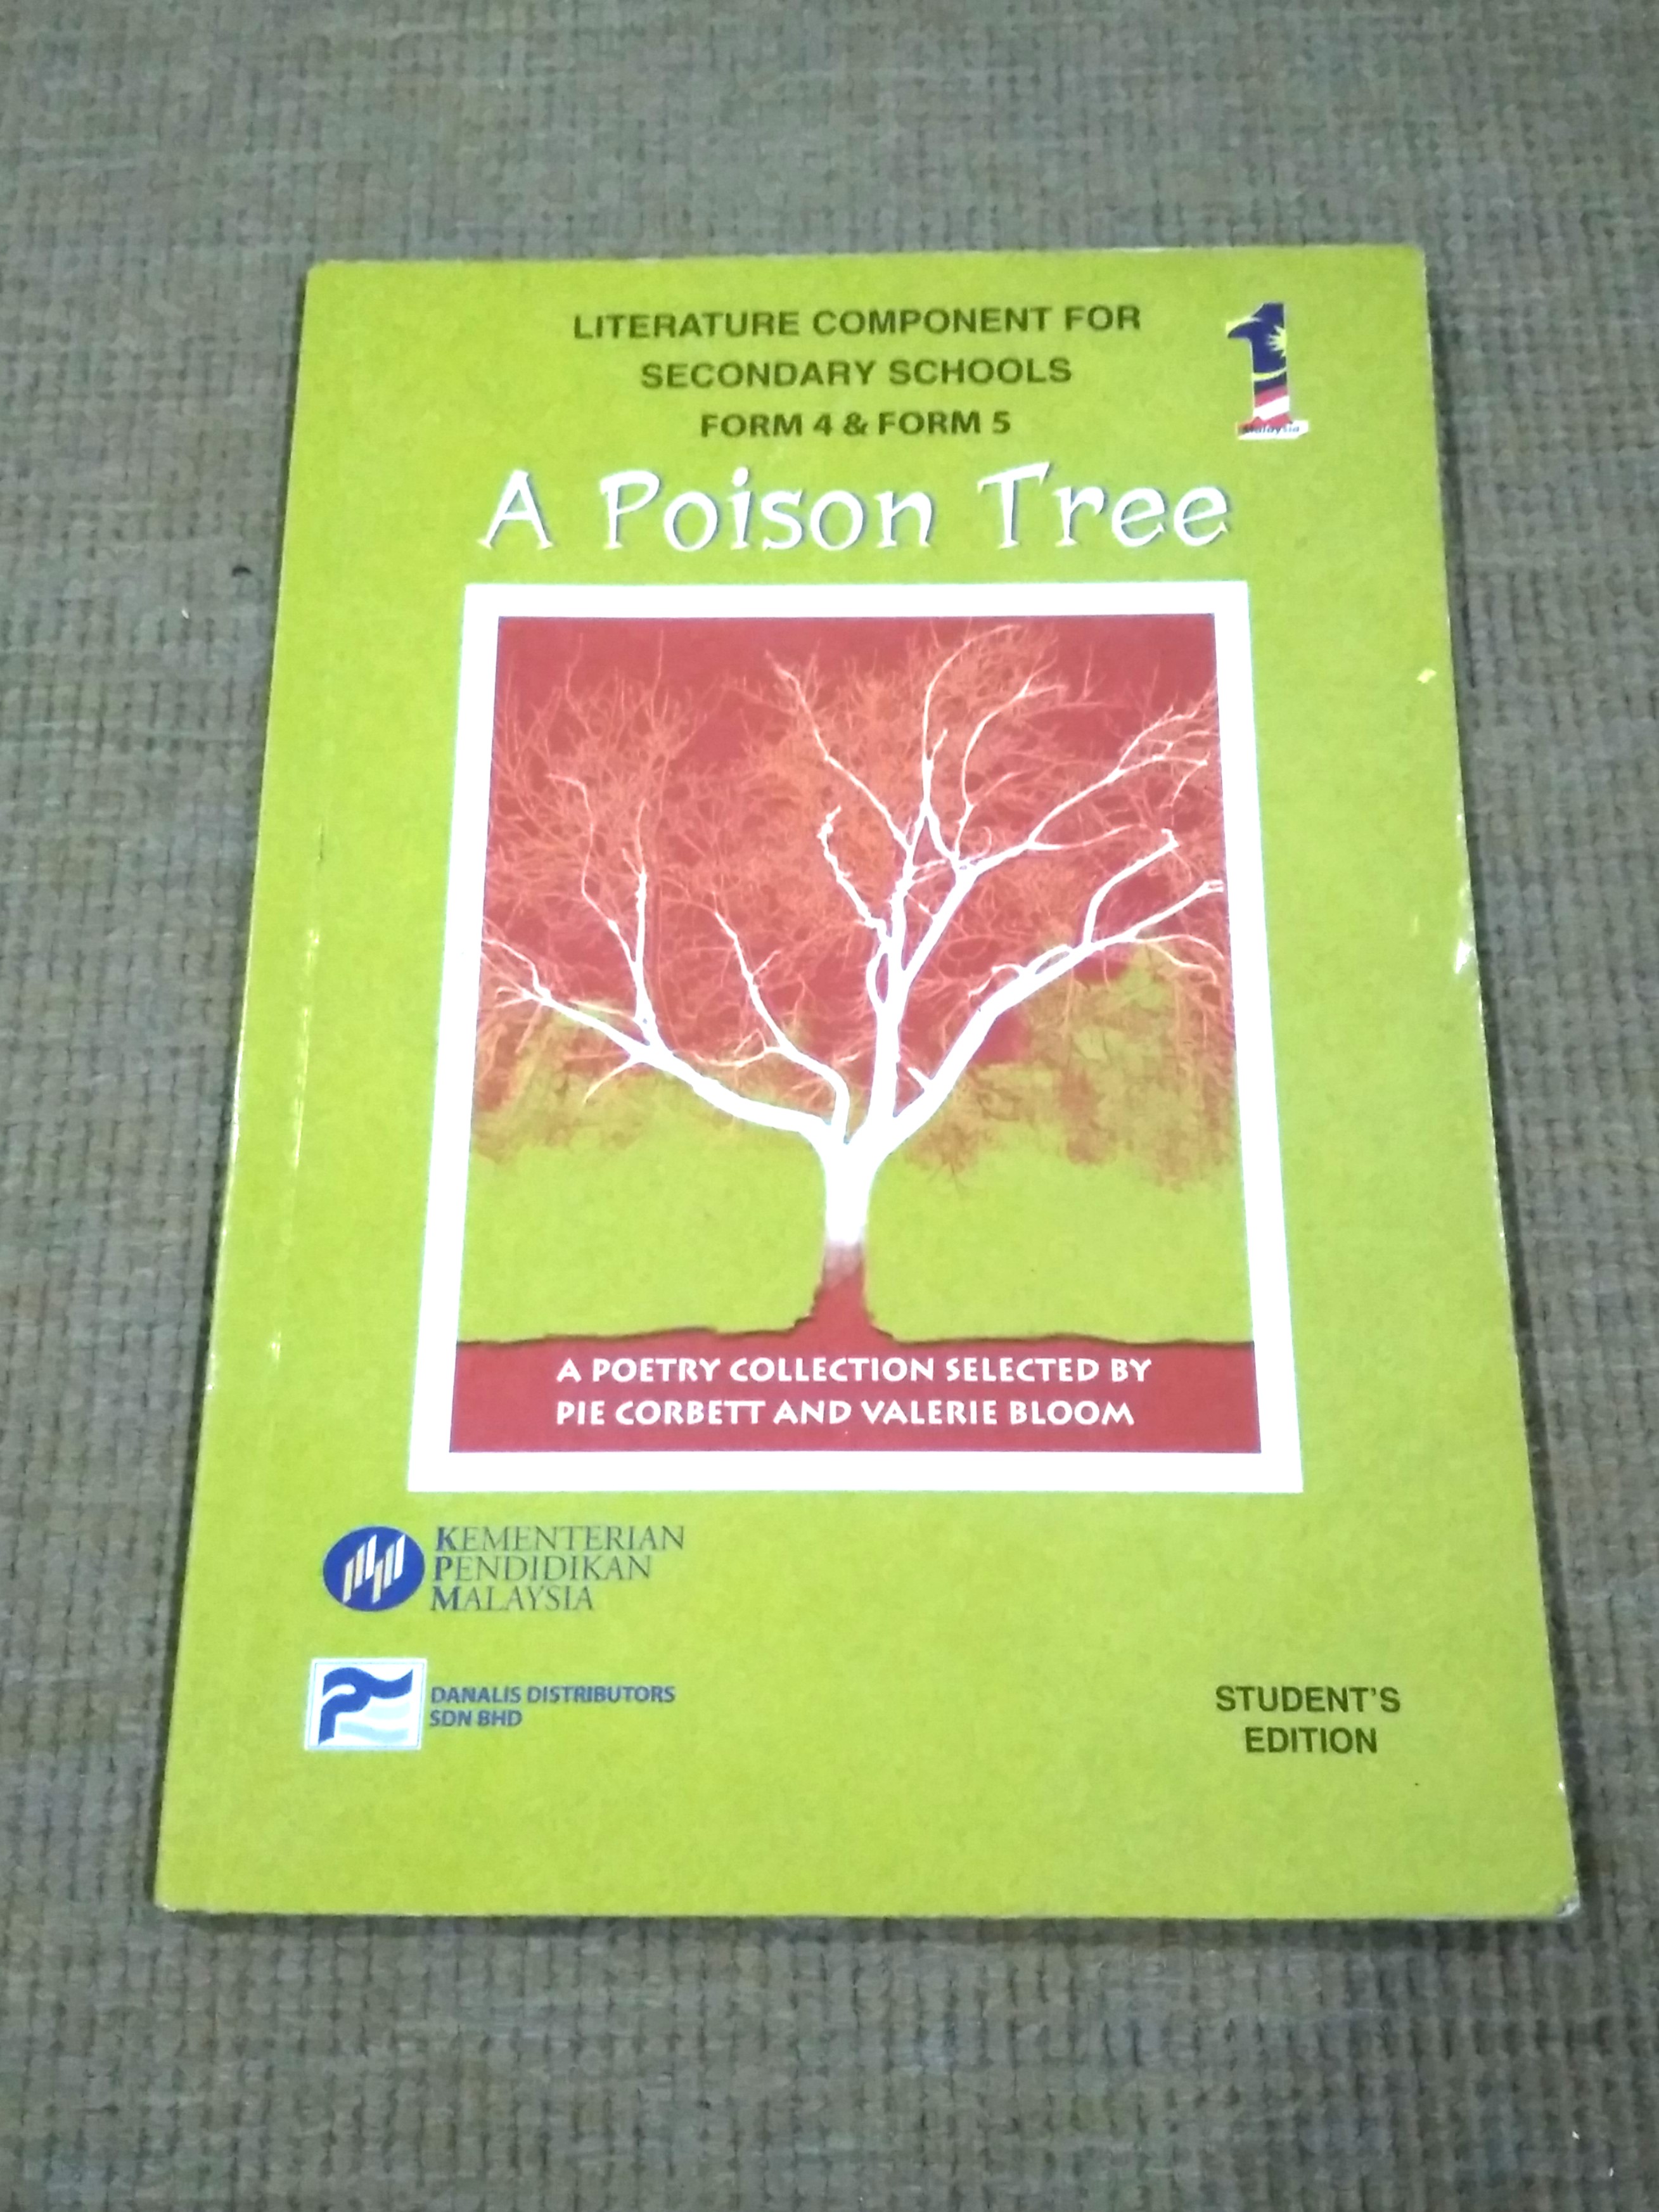 LITERATURE COMPONENT FOR
SECONDARY SCHOOLS
FORM 4 & FORM 5
1
Malaysia
A Poison Tree
A POETRY COLLECTION SELECTED BY
PIE CORBETT AND VALERIE BLOOM
KEMENTERIAN
PENDIDIKAN
MALAYSIA
DANALIS DISTRIBUTORS
SDN BHD
STUDENT'S
EDITION